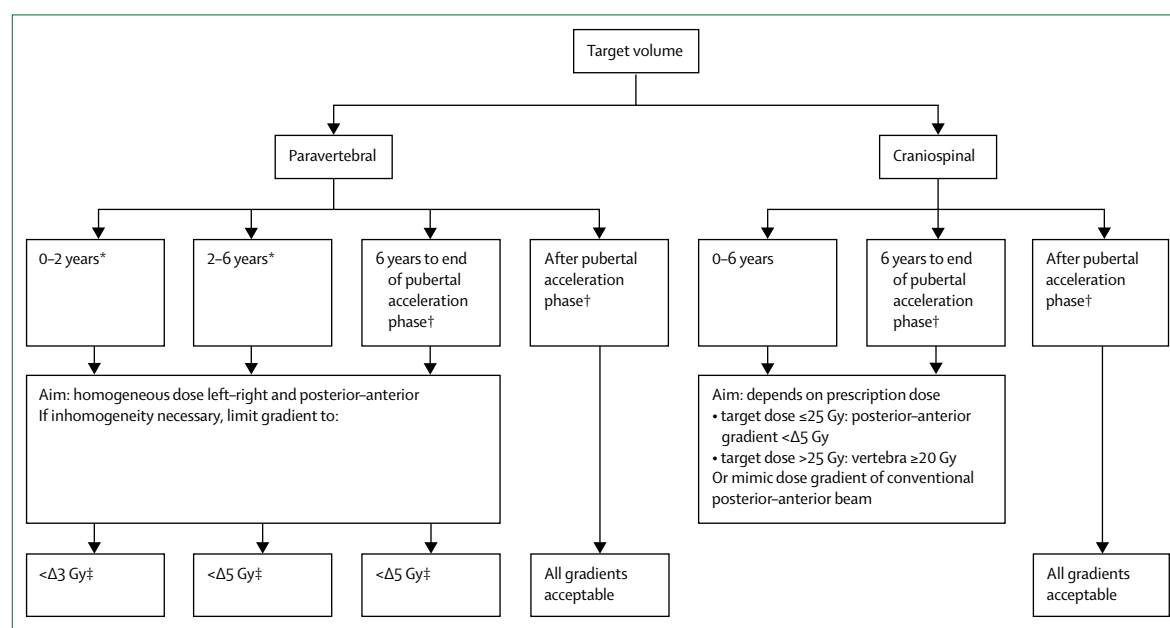 Target volume
Paravertebral
Craniospinal
0–2 years*
2–6 years*
6 years to end
of pubertal
acceleration
phase†
After pubertal
acceleration
phase†
0–6 years
6 years to end
of pubertal
acceleration
phase†
After pubertal
acceleration
phase†
Aim: homogeneous dose left–right and posterior–anterior
If inhomogeneity necessary, limit gradient to:
Aim: depends on prescription dose
• target dose ≤25 Gy: posterior–anterior
gradient <Δ5 Gy
• target dose >25 Gy: vertebra ≥20 Gy
Or mimic dose gradient of conventional
posterior–anterior beam
<Δ3 Gy‡
<Δ5 Gy‡
<Δ5 Gy‡
All gradients
acceptable
All gradients
acceptable